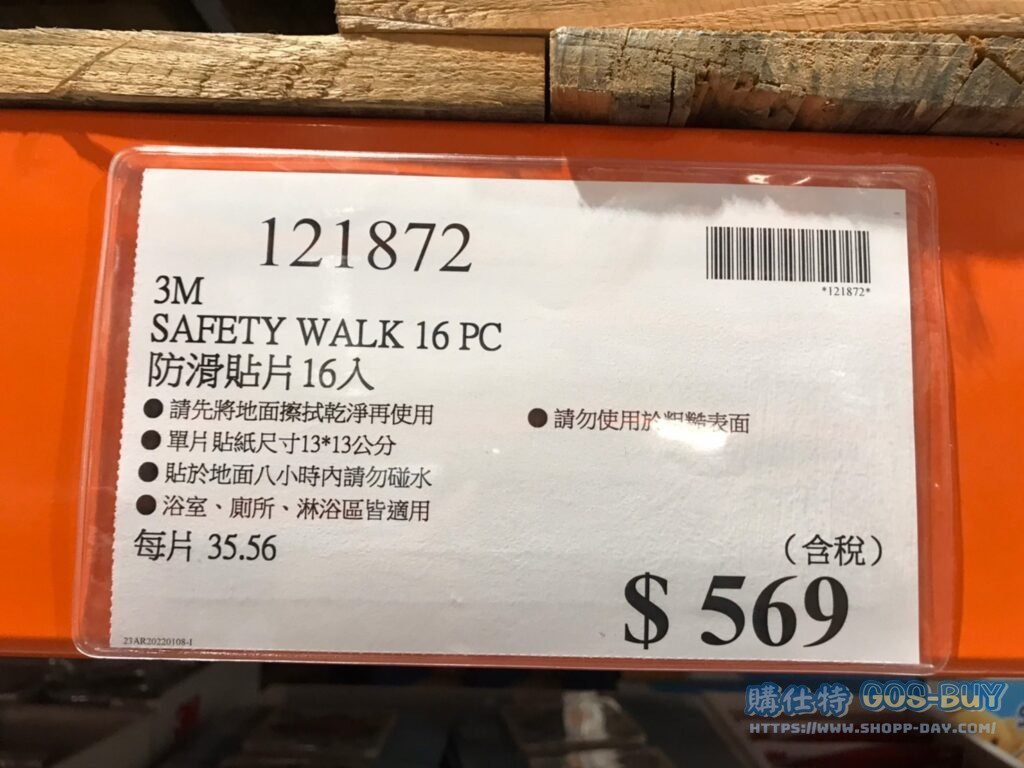 121872
*121872*
3M
SAFETY WALK 16 PC
防滑貼片16入
● 請先將地面擦拭乾淨再使用
● 請勿使用於粗糙表面
● 單片貼紙尺寸13*13公分
● 貼於地面八小時內請勿碰水
● 浴室、廁所、淋浴區皆適用
每片 35.56
(含稅)
$ 569
23AR20220108-1
購仕特 GOS-BUY
HTTPS://WWW.SHOPP-DAY.COM/